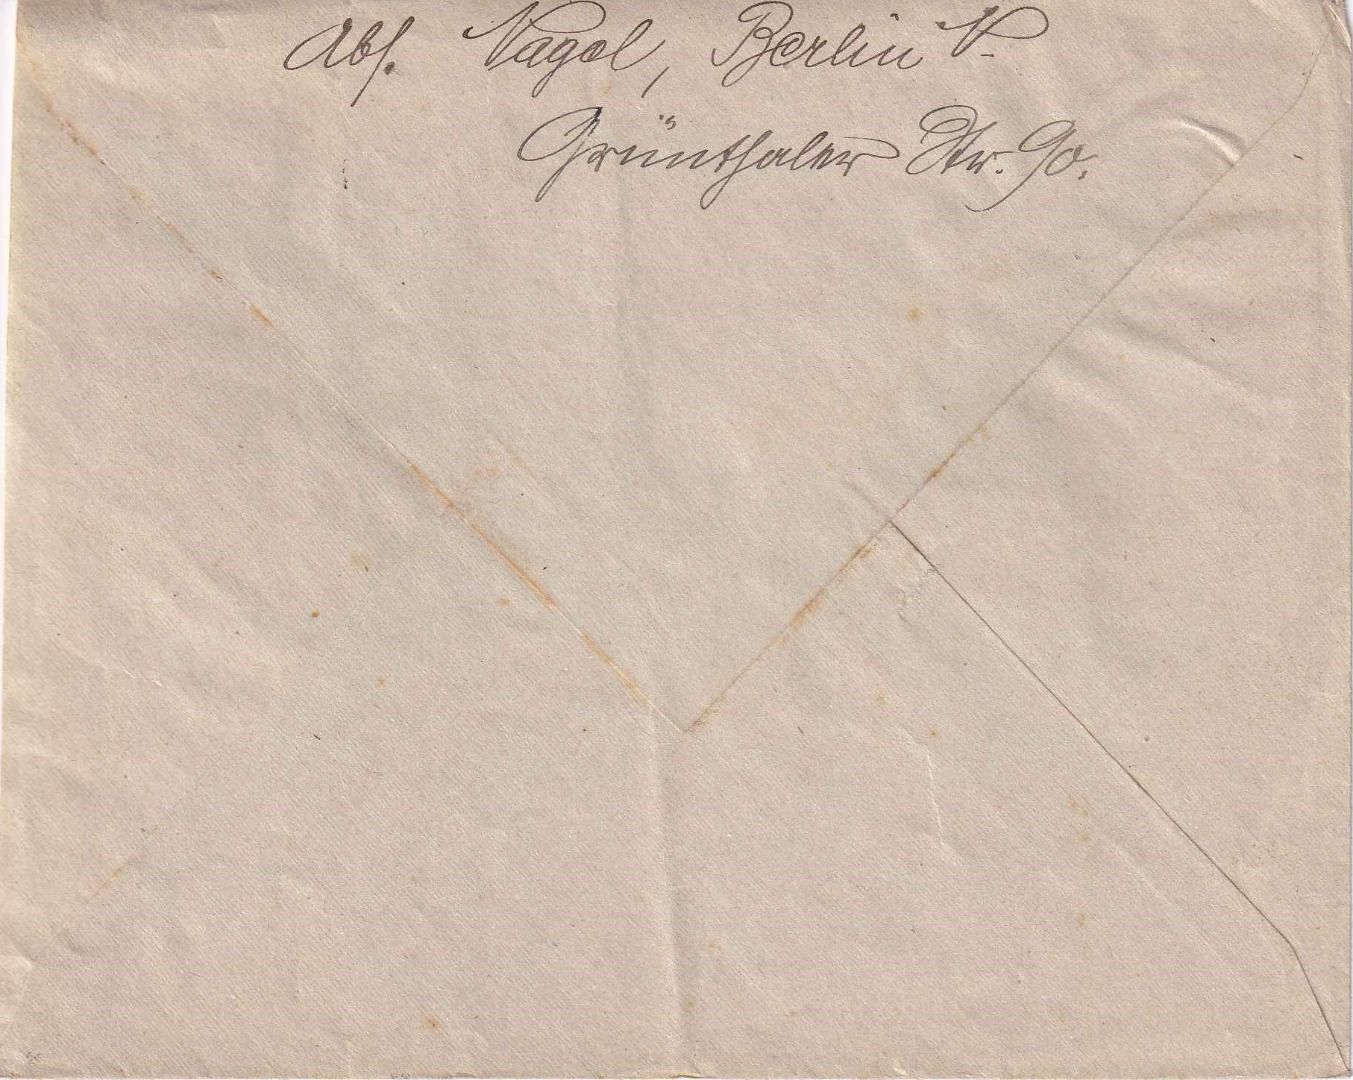 Abs. Nagel, Berlin N.
Grünthaler Str. 90.